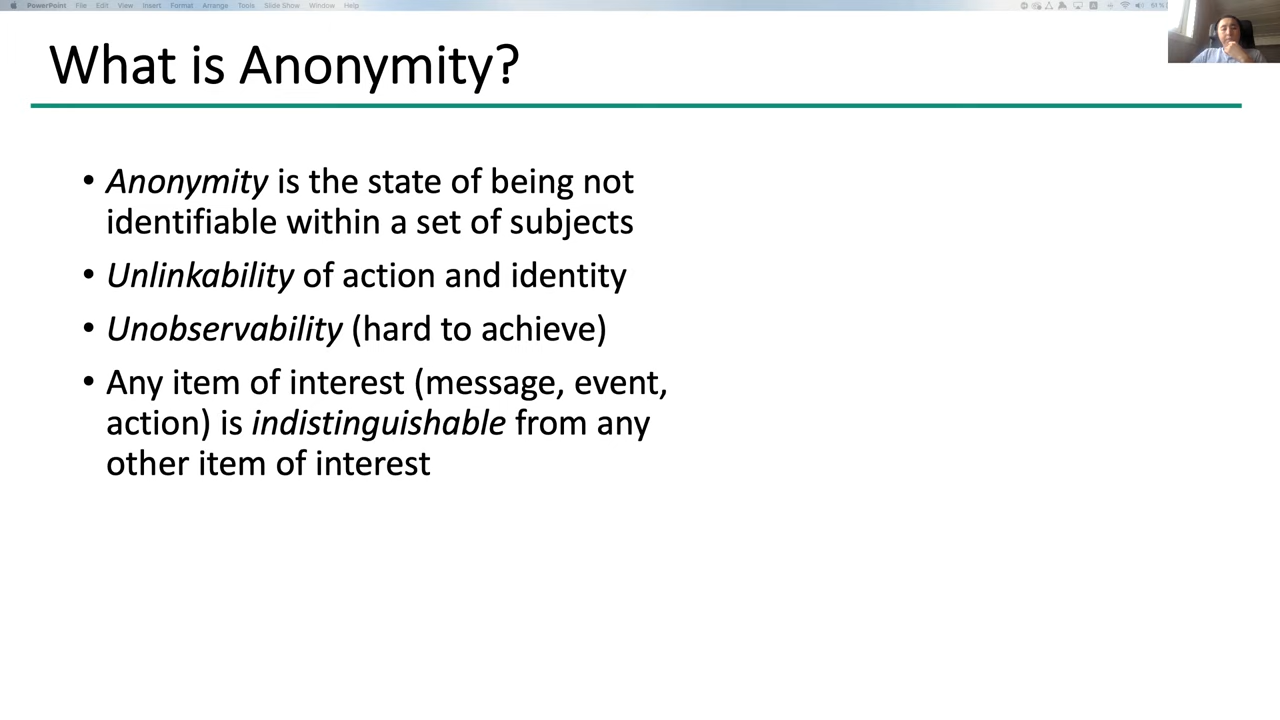 PowerPoint File Edit View Insert Format Arrange Tools Slide Show Window Help
What is Anonymity?
• Anonymity is the state of being not
identifiable within a set of subjects
• Unlinkability of action and identity
• Unobservability (hard to achieve)
• Any item of interest (message, event,
action) is indistinguishable from any
other item of interest